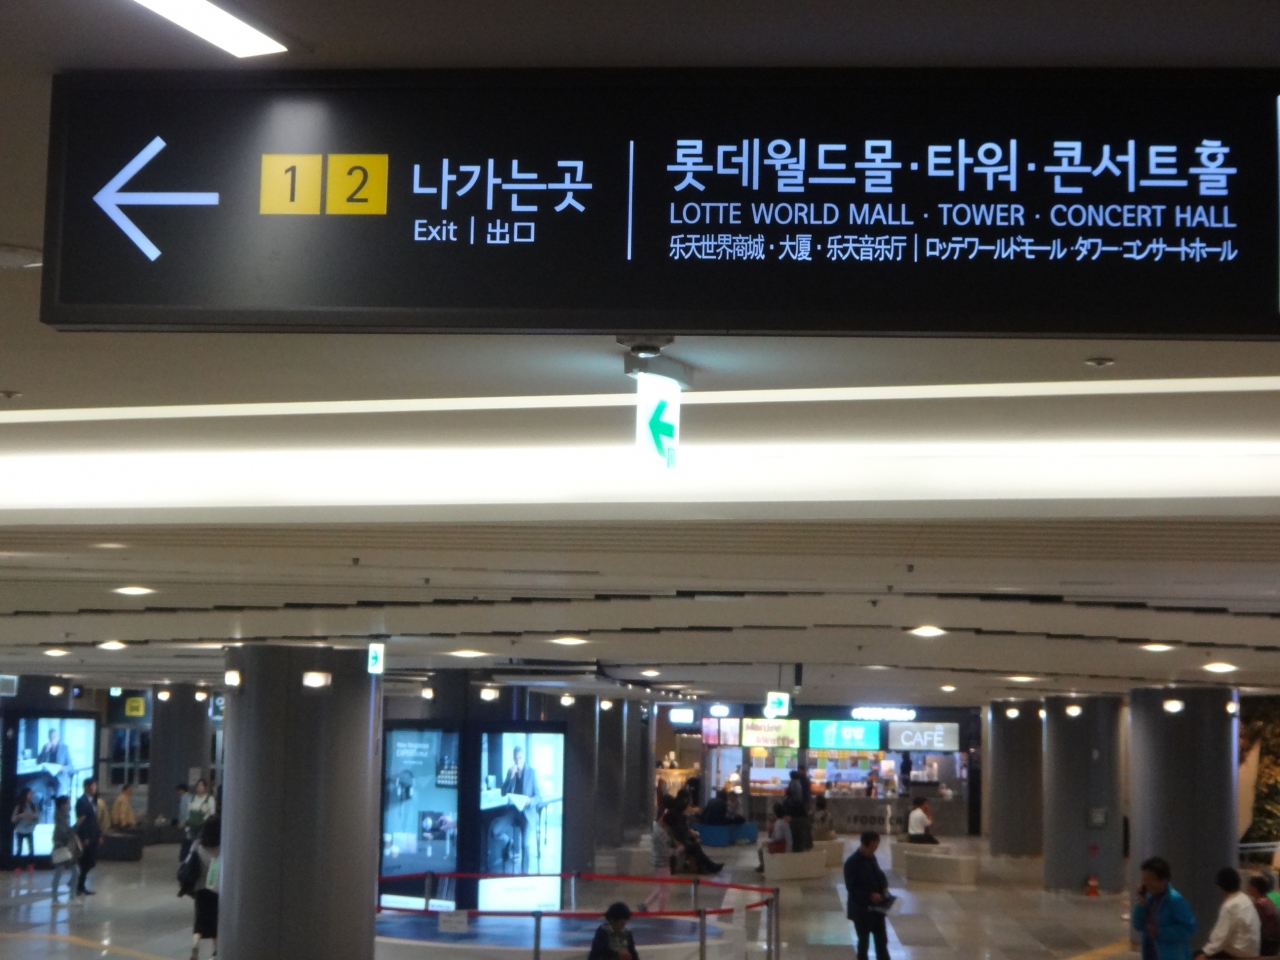 1 2 나가는곳
Exit | 出口
롯데월드몰·타워·콘서트홀
LOTTE WORLD MALL · TOWER · CONCERT HALL
乐天世界商城·大厦·乐天音乐厅 | ロッテワールドモール·タワー·コンサートホール
CAFÉ